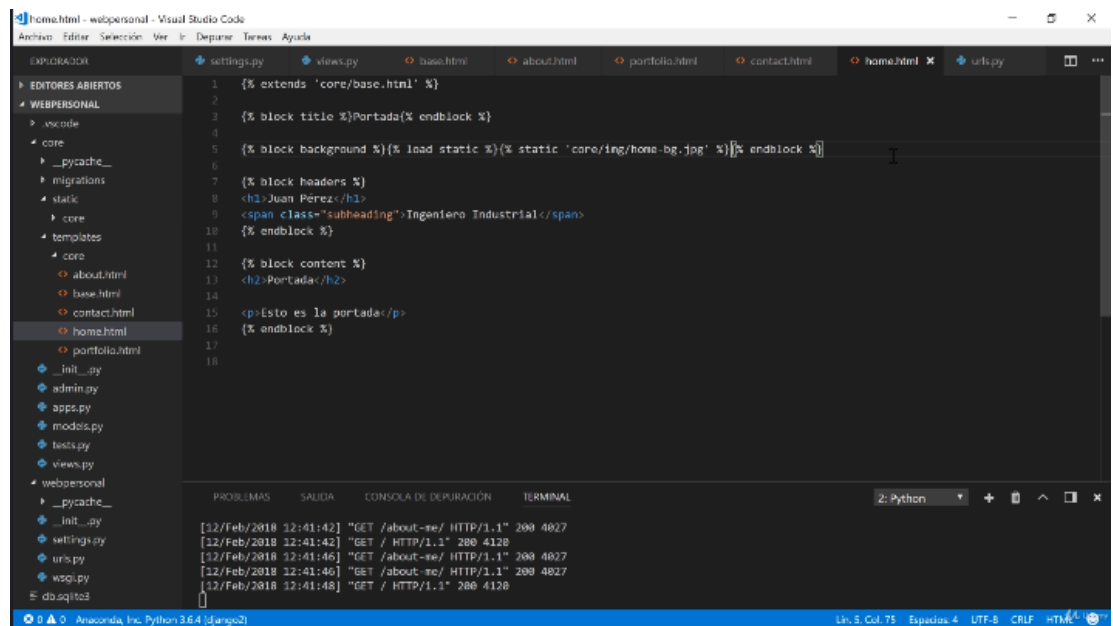 home.html - webpersonal - Visual Studio Code
Archivo Editar Selección Ver Ir Depurar Tareas Ayuda
EXPLORADOR
settings.py views.py base.html about.html portfolio.html contact.html home.html urls.py
EDITORES ABIERTOS
WEBPERSONAL
.vscode
core
__pycache__
migrations
static
core
templates
core
about.html
base.html
contact.html
home.html
portfolio.html
__init__.py
admin.py
apps.py
models.py
tests.py
views.py
webpersonal
__pycache__
__init__.py
settings.py
urls.py
wsgi.py
db.sqlite3
1 {% extends 'core/base.html' %}
2
3 {% block title %}Portada{% endblock %}
4
5 {% block background %}{% load static %}{% static 'core/img/home-bg.jpg' %}{% endblock %}
6
7 {% block headers %}
8 <h1>Juan Pérez</h1>
9 <span class="subheading">Ingeniero Industrial</span>
10 {% endblock %}
11
12 {% block content %}
13 <h2>Portada</h2>
14
15 <p>Esto es la portada</p>
16 {% endblock %}
17
18
PROBLEMAS SALIDA CONSOLA DE DEPURACIÓN TERMINAL
2: Python
[12/Feb/2018 12:41:42] "GET /about-me/ HTTP/1.1" 200 4027
[12/Feb/2018 12:41:42] "GET / HTTP/1.1" 200 4120
[12/Feb/2018 12:41:46] "GET /about-me/ HTTP/1.1" 200 4027
[12/Feb/2018 12:41:46] "GET /about-me/ HTTP/1.1" 200 4027
[12/Feb/2018 12:41:48] "GET / HTTP/1.1" 200 4120
0 0 Anaconda, Inc. Python 3.6.4 (django2)
Lín. 5, Col. 75 Espacios: 4 UTF-8 CRLF HTML